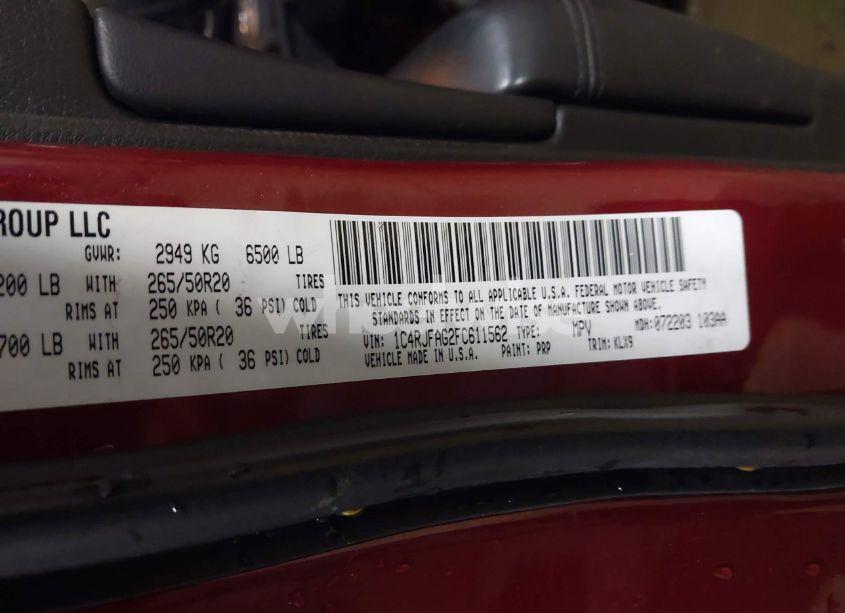 ROUP LLC
GVWR: 2949 KG 6500 LB
200 LB WITH 265/50R20 TIRES
RIMS AT 250 KPA ( 36 PSI) COLD
700 LB WITH 265/50R20 TIRES
RIMS AT 250 KPA ( 36 PSI) COLD
THIS VEHICLE CONFORMS TO ALL APPLICABLE U.S.A. FEDERAL MOTOR VEHICLE SAFETY
STANDARDS IN EFFECT ON THE DATE OF MANUFACTURE SHOWN ABOVE.
VIN: 1C4RJFAG2FC611562 TYPE: MPV MDH: 072203 103AA
VEHICLE MADE IN U.S.A. PAINT: PRP TRIM: KLX9